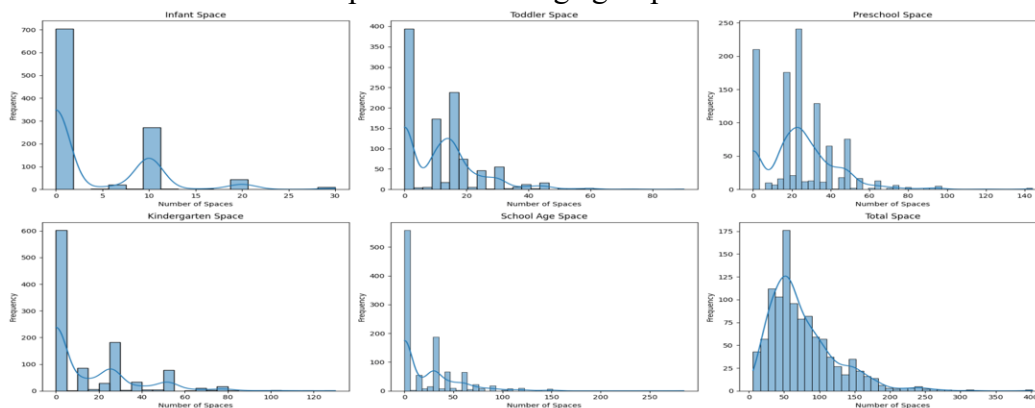 Infant Space
700
600
500
400
300
200
100
0
Frequency
0 5 10 15 20 25 30
Number of Spaces
Toddler Space
400
350
300
250
200
150
100
50
0
Frequency
0 20 40 60 80
Number of Spaces
Preschool Space
250
200
150
100
50
0
Frequency
0 20 40 60 80 100 120 140
Number of Spaces
Kindergarten Space
600
500
400
300
200
100
0
Frequency
0 20 40 60 80 100 120
Number of Spaces
School Age Space
500
400
300
200
100
0
Frequency
0 50 100 150 200 250
Number of Spaces
Total Space
175
150
125
100
75
50
25
0
Frequency
0 50 100 150 200 250 300 350 400
Number of Spaces